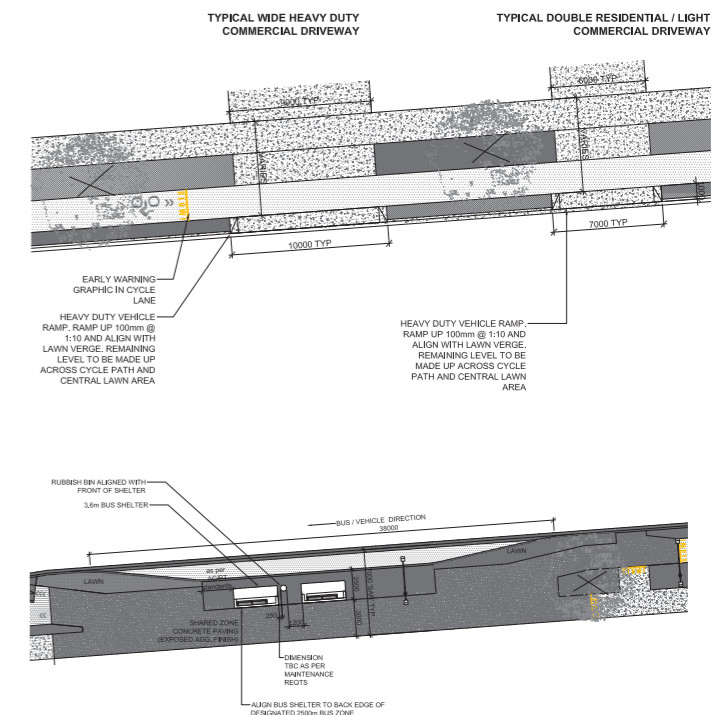 TYPICAL WIDE HEAVY DUTY
COMMERCIAL DRIVEWAY
TYPICAL DOUBLE RESIDENTIAL / LIGHT
COMMERCIAL DRIVEWAY
TYP
6000 TYP
VARIES
VARIES
10000 TYP
7000 TYP
EARLY WARNING
GRAPHIC IN CYCLE
LANE
HEAVY DUTY VEHICLE
RAMP. RAMP UP 100mm @
1:10 AND ALIGN WITH
LAWN VERGE. REMAINING
LEVEL TO BE MADE UP
ACROSS CYCLE PATH AND
CENTRAL LAWN AREA
HEAVY DUTY VEHICLE RAMP.
RAMP UP 100mm @ 1:10 AND
ALIGN WITH LAWN VERGE.
REMAINING LEVEL TO BE
MADE UP ACROSS CYCLE
PATH AND CENTRAL LAWN
AREA
RUBBISH BIN ALIGNED WITH
FRONT OF SHELTER
3,6m BUS SHELTER
BUS / VEHICLE DIRECTION
38000
LAWN
LAWN
as per
standards
2500
3000
SHARED ZONE
CONCRETE PAVING
(EXPOSED AGG. FINISH)
DIMENSION
TBC AS PER
MAINTENANCE
REQTS
ALIGN BUS SHELTER TO BACK EDGE OF
DESIGNATED 2500m BUS ZONE